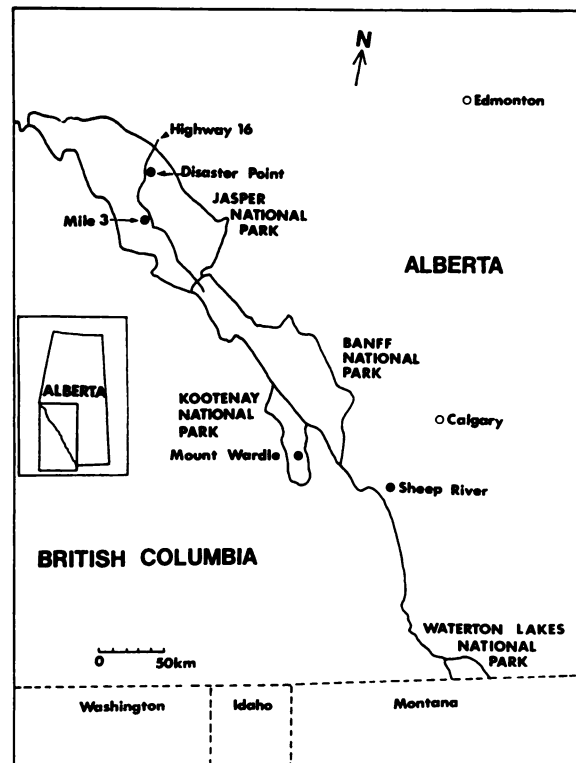 N
Edmonton
Highway 16
Disaster Point
JASPER
NATIONAL
PARK
Mile 3
ALBERTA
BANFF
NATIONAL
PARK
ALBERTA
KOOTENAY
NATIONAL
PARK
Calgary
Mount Wardle
Sheep River
BRITISH COLUMBIA
WATERTON LAKES
NATIONAL
PARK
0 50km
Washington Idaho Montana